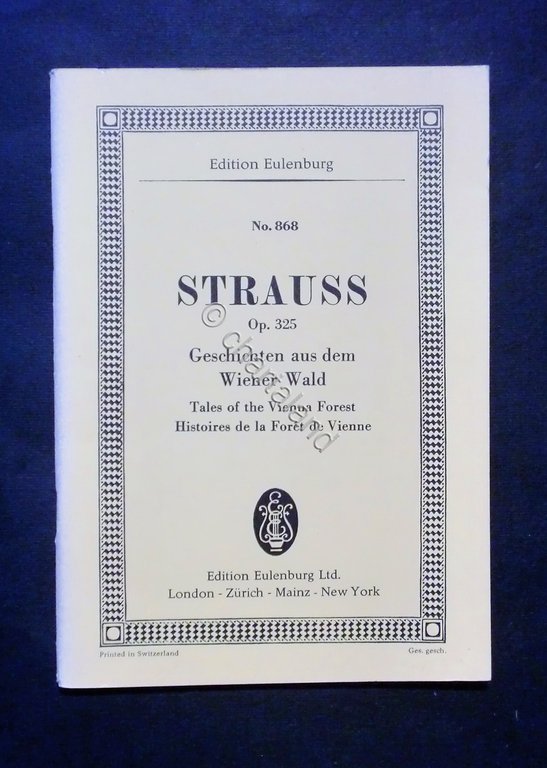 Edition Eulenburg
No. 868
STRAUSS
Op. 325
Geschichten aus dem
Wiener Wald
Tales of the Vienna Forest
Histoires de la Forêt de Vienne
© chartaland
Edition Eulenburg Ltd.
London - Zürich - Mainz - New York
Printed in Switzerland
Ges. gesch.